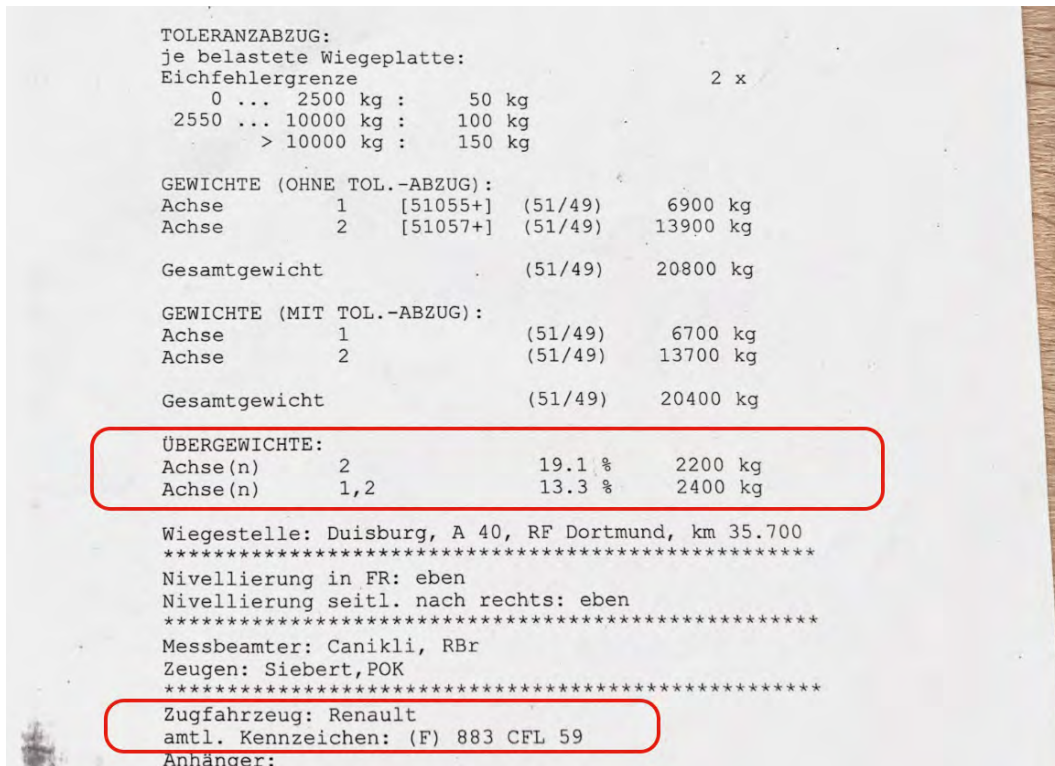 TOLERANZABZUG:
je belastete Wiegeplatte:
Eichfehlergrenze 2 x
0 ... 2500 kg : 50 kg
2550 ... 10000 kg : 100 kg
> 10000 kg : 150 kg
GEWICHTE (OHNE TOL.-ABZUG):
Achse 1 [51055+] (51/49) 6900 kg
Achse 2 [51057+] (51/49) 13900 kg
Gesamtgewicht (51/49) 20800 kg
GEWICHTE (MIT TOL.-ABZUG):
Achse 1 (51/49) 6700 kg
Achse 2 (51/49) 13700 kg
Gesamtgewicht (51/49) 20400 kg
ÜBERGEWICHTE:
Achse(n) 2 19.1 % 2200 kg
Achse(n) 1,2 13.3 % 2400 kg
Wiegestelle: Duisburg, A 40, RF Dortmund, km 35.700
****************************************************
Nivellierung in FR: eben
Nivellierung seitl. nach rechts: eben
****************************************************
Messbeamter: Canikli, RBr
Zeugen: Siebert,POK
****************************************************
Zugfahrzeug: Renault
amtl. Kennzeichen: (F) 883 CFL 59
Anhänger: